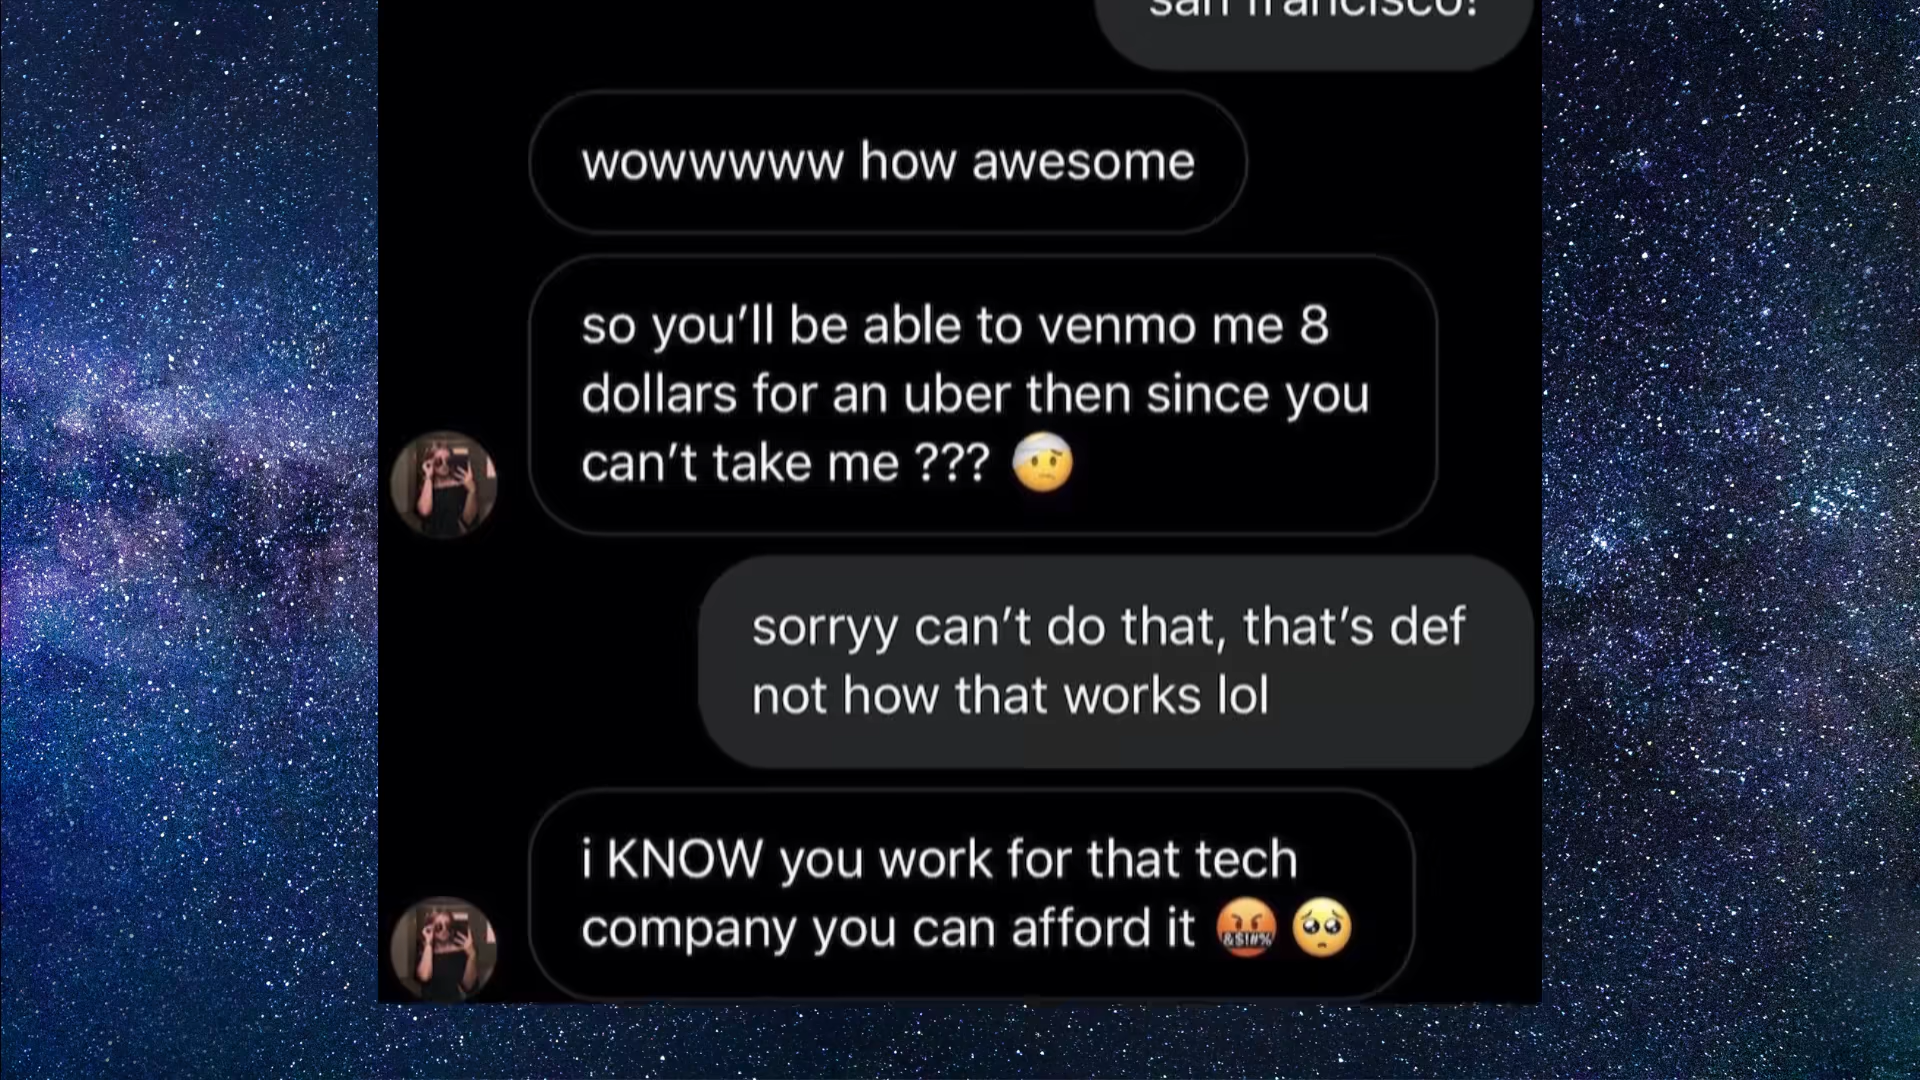 san francisco!
wowwwww how awesome
so you’ll be able to venmo me 8
dollars for an uber then since you
can’t take me ??? 🤕
sorryy can’t do that, that’s def
not how that works lol
i KNOW you work for that tech
company you can afford it 🤬🥺